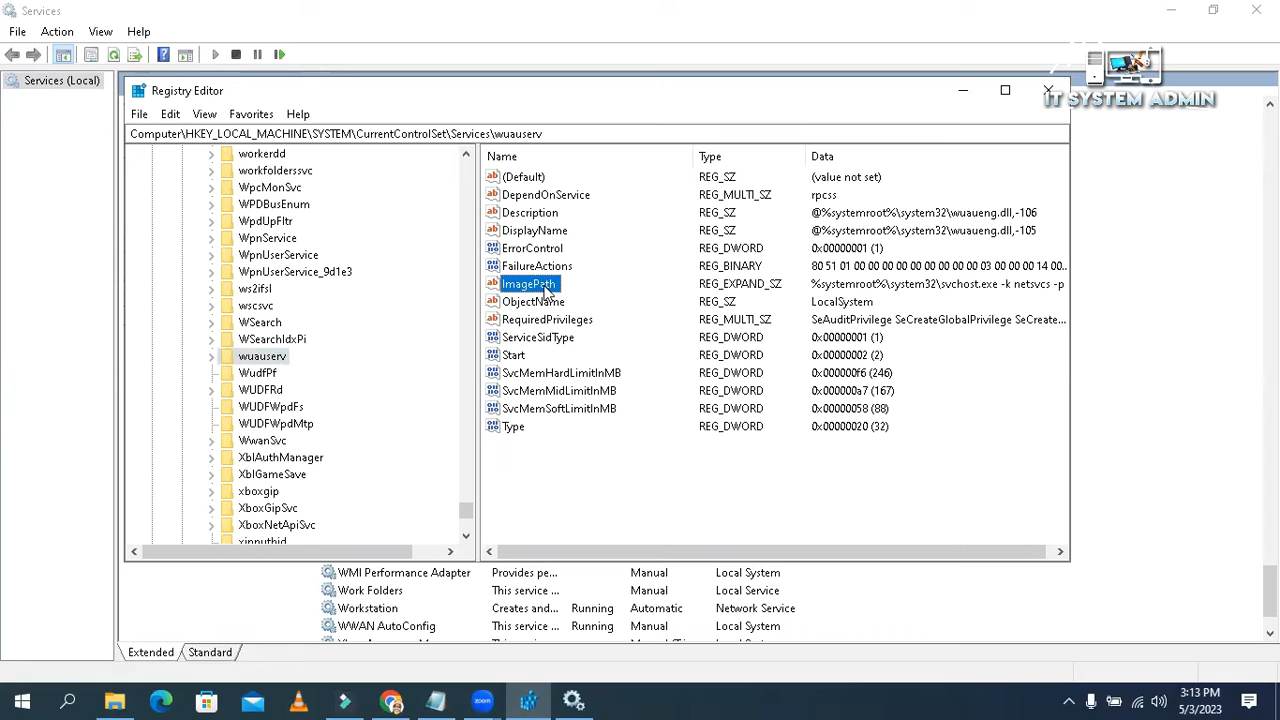 Services
File Action View Help
Services (Local)
IT SYSTEM ADMIN
Registry Editor
File Edit View Favorites Help
Computer\HKEY_LOCAL_MACHINE\SYSTEM\CurrentControlSet\Services\wuauserv
workerdd
workfolderssvc
WpcMonSvc
WPDBusEnum
WpdUpFltr
WpnService
WpnUserService
WpnUserService_9d1e3
ws2ifsl
wscsvc
WSearch
WSearchIdxPi
wuauserv
WudfPf
WUDFRd
WUDFWpdFs
WUDFWpdMtp
WwanSvc
XblAuthManager
XblGameSave
xboxgip
XboxGipSvc
XboxNetApiSvc
xinputhid
Name Type Data
(Default) REG_SZ (value not set)
DependOnService REG_MULTI_SZ rpcss
Description REG_SZ @%systemroot%\system32\wuaueng.dll,-106
DisplayName REG_SZ @%systemroot%\system32\wuaueng.dll,-105
ErrorControl REG_DWORD 0x00000001 (1)
FailureActions REG_BINARY 80 51 01 00 00 00 00 00 00 00 00 00 03 00 00 00 14 00...
ImagePath REG_EXPAND_SZ %systemroot%\system32\svchost.exe -k netsvcs -p
ObjectName REG_SZ LocalSystem
RequiredPrivileges REG_MULTI_SZ SeAuditPrivilege SeCreateGlobalPrivilege SeCreate...
ServiceSidType REG_DWORD 0x00000001 (1)
Start REG_DWORD 0x00000002 (2)
SvcMemHardLimitInMB REG_DWORD 0x000000f6 (246)
SvcMemMidLimitInMB REG_DWORD 0x000000a7 (167)
SvcMemSoftLimitInMB REG_DWORD 0x00000058 (88)
Type REG_DWORD 0x00000020 (32)
WMI Performance Adapter Provides pe... Manual Local System
Work Folders This service ... Manual Local Service
Workstation Creates and... Running Automatic Network Service
WWAN AutoConfig This service ... Running Manual Local System
Extended Standard
zoom
3:13 PM
5/3/2023